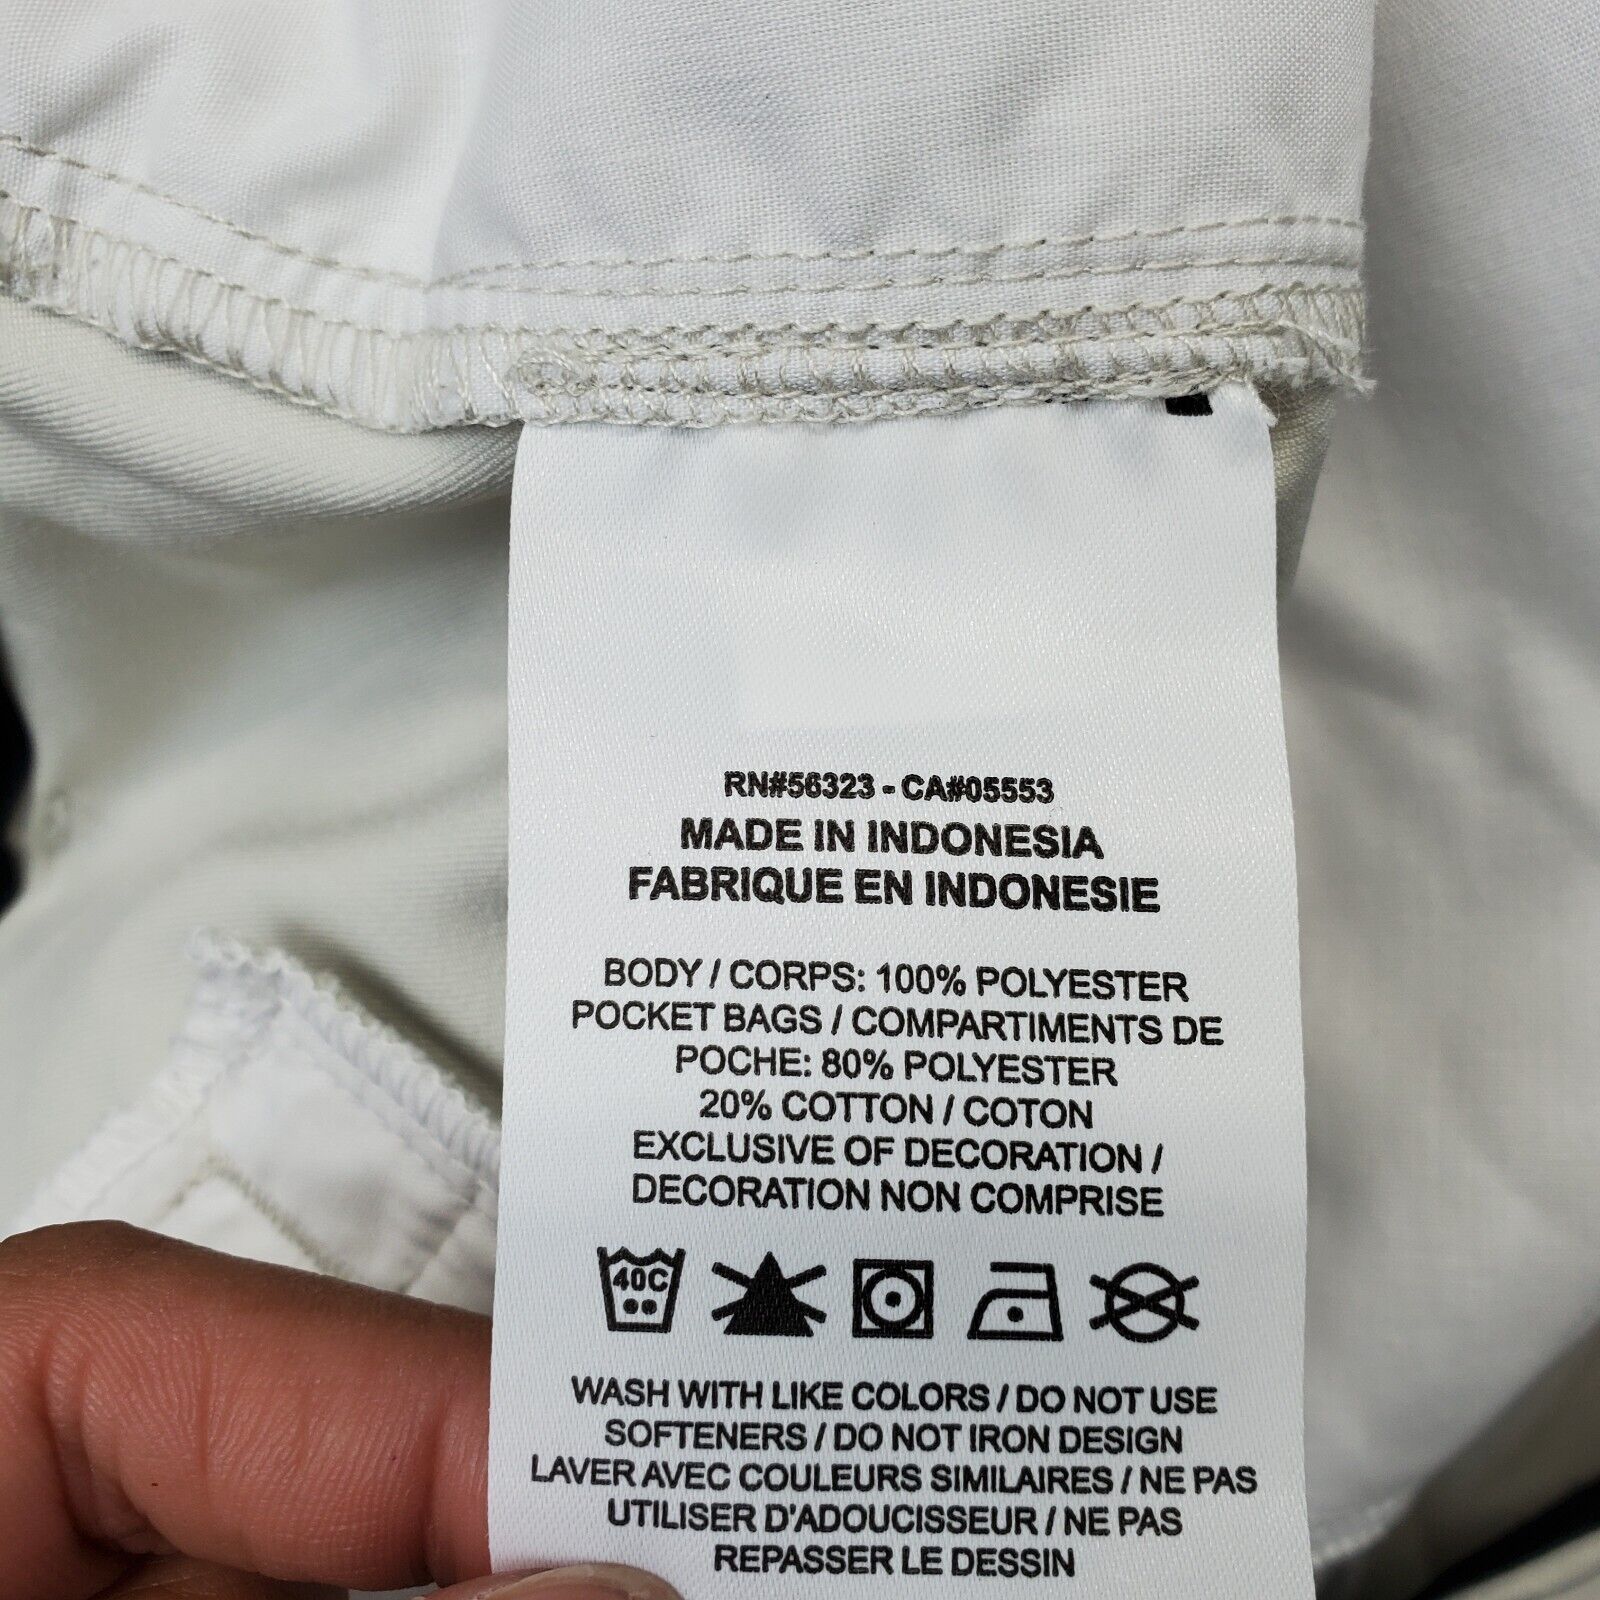 RN#56323 - CA#05553
MADE IN INDONESIA
FABRIQUE EN INDONESIE
BODY / CORPS: 100% POLYESTER
POCKET BAGS / COMPARTIMENTS DE
POCHE: 80% POLYESTER
20% COTTON / COTON
EXCLUSIVE OF DECORATION /
DECORATION NON COMPRISE
40C
WASH WITH LIKE COLORS / DO NOT USE
SOFTENERS / DO NOT IRON DESIGN
LAVER AVEC COULEURS SIMILAIRES / NE PAS
UTILISER D'ADOUCISSEUR / NE PAS
REPASSER LE DESSIN